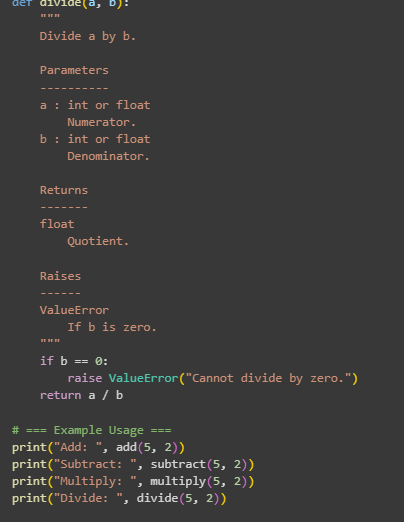 def divide(a, b):
    """
    Divide a by b.

    Parameters
    ----------
    a : int or float
        Numerator.
    b : int or float
        Denominator.

    Returns
    -------
    float
        Quotient.

    Raises
    ------
    ValueError
        If b is zero.
    """
    if b == 0:
        raise ValueError("Cannot divide by zero.")
    return a / b

# === Example Usage ===
print("Add: ", add(5, 2))
print("Subtract: ", subtract(5, 2))
print("Multiply: ", multiply(5, 2))
print("Divide: ", divide(5, 2))